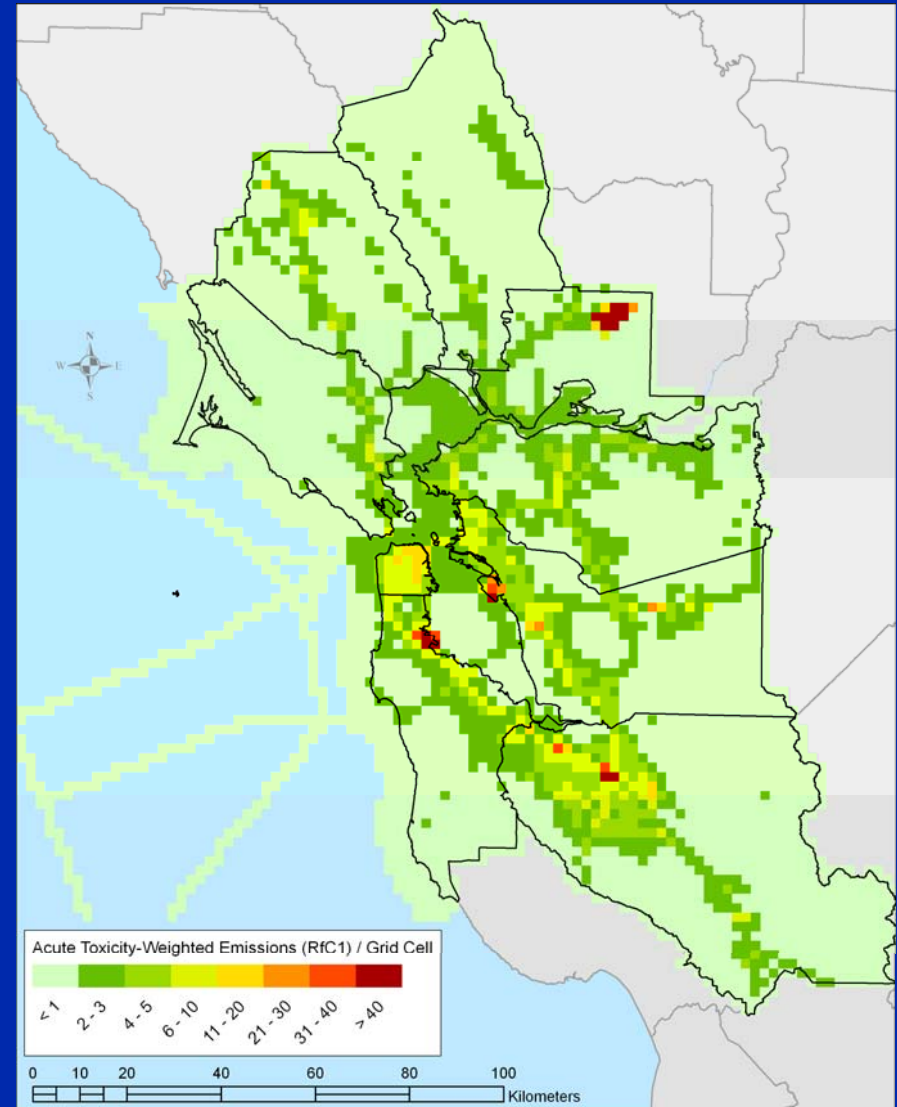 N
W E
S
Acute Toxicity-Weighted Emissions (RfC1) / Grid Cell
< 1 2 - 3 4 - 5 6 - 10 11 - 20 21 - 30 31 - 40 > 40
0 10 20 40 60 80 100
Kilometers